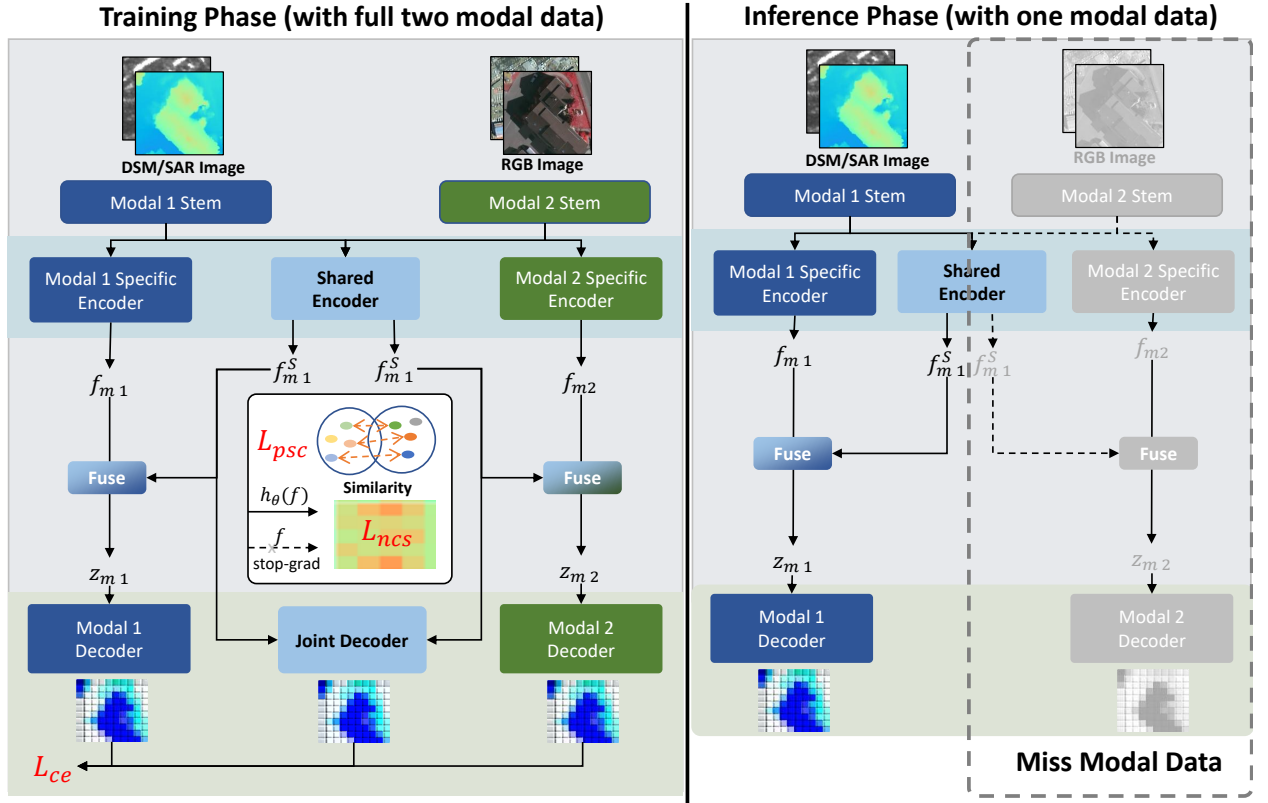 Training Phase (with full two modal data)
DSM/SAR Image
RGB Image
Modal 1 Stem
Modal 2 Stem
Modal 1 Specific
Encoder
Shared
Encoder
Modal 2 Specific
Encoder
f_{m 1}
f^S_{m 1}
f^S_{m 1}
f_{m2}
L_{psc}
Fuse
Similarity
Fuse
h_θ(f)
L_{ncs}
f
stop-grad
z_{m 1}
z_{m 2}
Modal 1
Decoder
Joint Decoder
Modal 2
Decoder
L_{ce}
Inference Phase (with one modal data)
DSM/SAR Image
RGB Image
Modal 1 Stem
Modal 2 Stem
Modal 1 Specific
Encoder
Shared
Encoder
Modal 2 Specific
Encoder
f_{m 1}
f^S_{m 1}
f^S_{m 1}
f_{m2}
Fuse
Fuse
z_{m 1}
z_{m 2}
Modal 1
Decoder
Modal 2
Decoder
Miss Modal Data